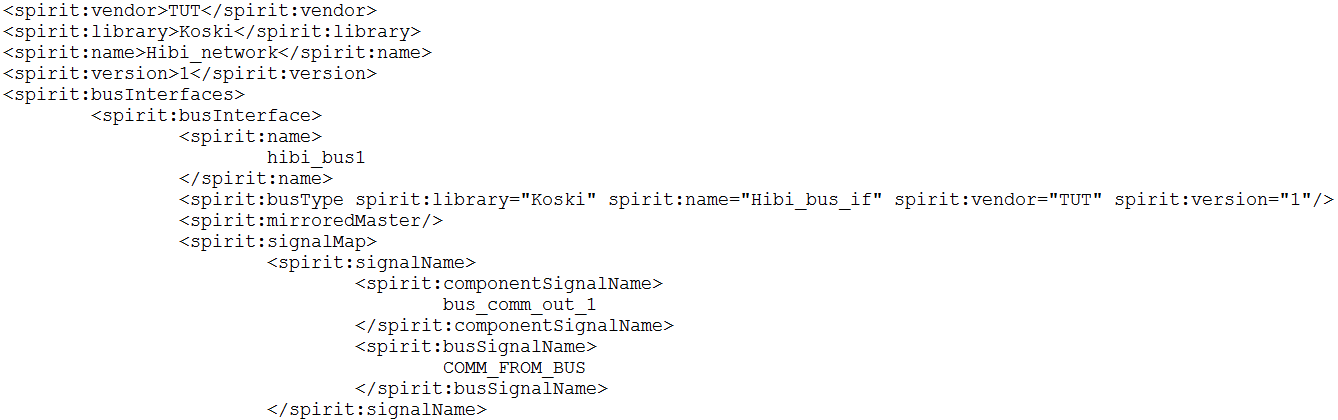 <spirit:vendor>TUT</spirit:vendor>
<spirit:library>Koski</spirit:library>
<spirit:name>Hibi_network</spirit:name>
<spirit:version>1</spirit:version>
<spirit:busInterfaces>
<spirit:busInterface>
<spirit:name>
hibi_bus1
</spirit:name>
<spirit:busType spirit:library="Koski" spirit:name="Hibi_bus_if" spirit:vendor="TUT" spirit:version="1"/>
<spirit:mirroredMaster/>
<spirit:signalMap>
<spirit:signalName>
<spirit:componentSignalName>
bus_comm_out_1
</spirit:componentSignalName>
<spirit:busSignalName>
COMM_FROM_BUS
</spirit:busSignalName>
</spirit:signalName>